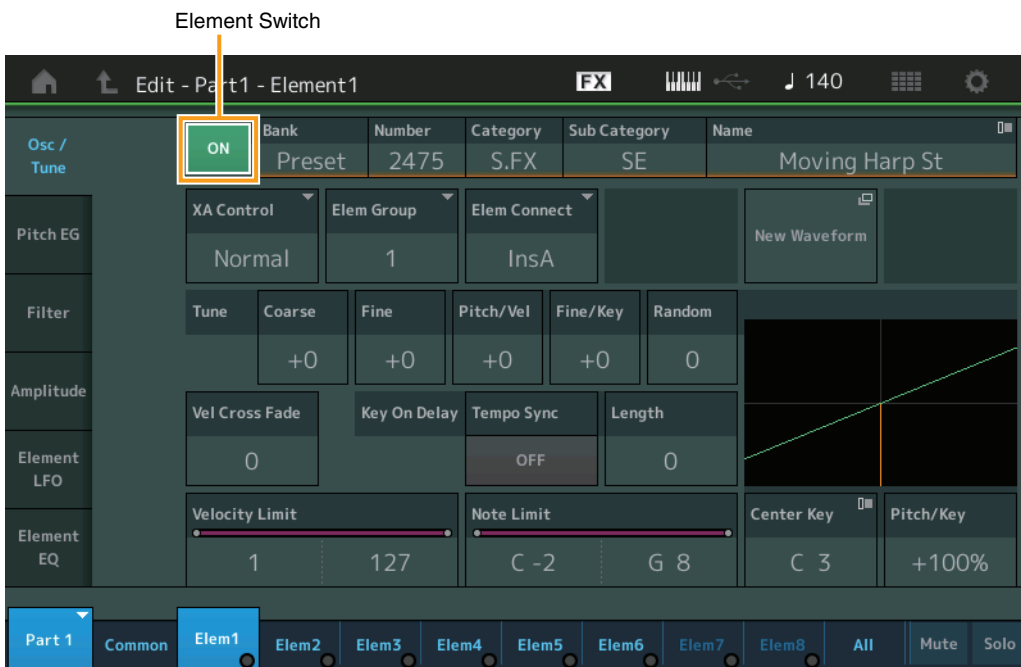 Element Switch
Edit - Part1 - Element1 FX 140
Osc / Tune
ON
Bank Number Category Sub Category Name
Preset 2475 S.FX SE Moving Harp St
Pitch EG
XA Control Elem Group Elem Connect
New Waveform
Normal 1 InsA
Filter
Tune Coarse Fine Pitch/Vel Fine/Key Random
+0 +0 +0 +0 0
Amplitude
Vel Cross Fade Key On Delay Tempo Sync Length
0 OFF 0
Element LFO
Velocity Limit Note Limit Center Key Pitch/Key
1 127 C -2 G 8 C 3 +100%
Element EQ
Part 1 Common Elem1 Elem2 Elem3 Elem4 Elem5 Elem6 Elem7 Elem8 All Mute Solo